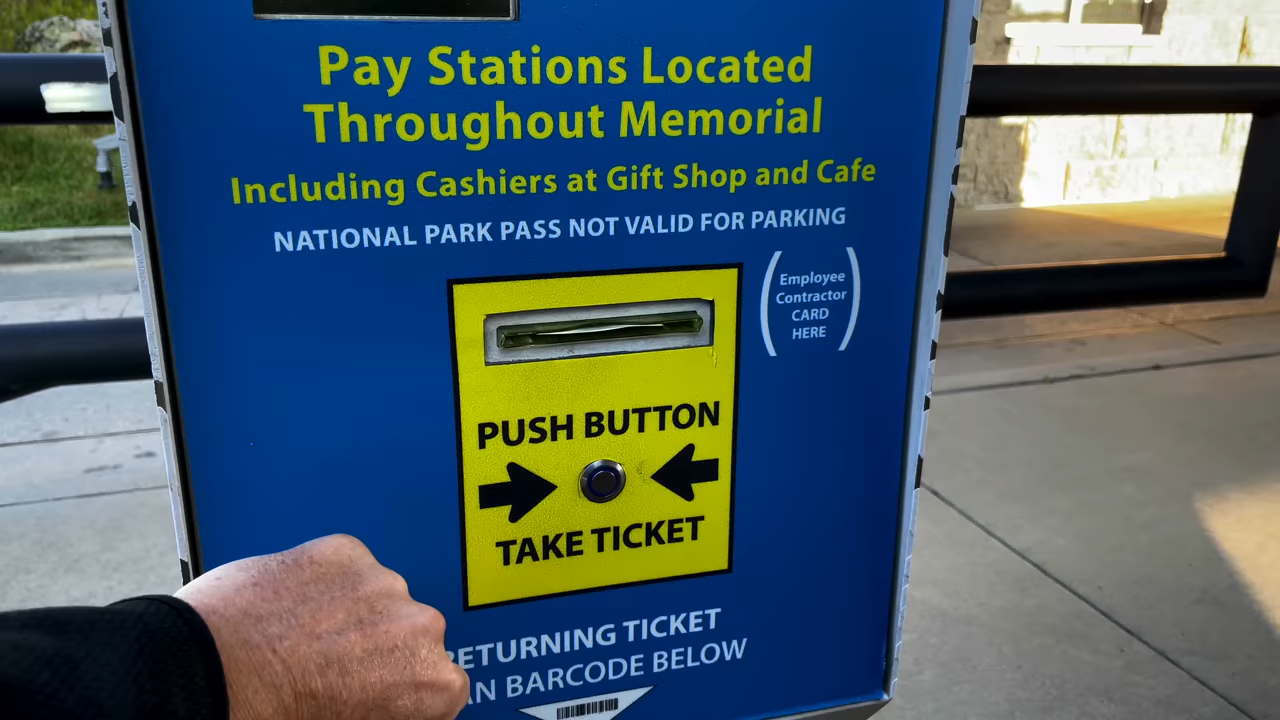 Pay Stations Located
Throughout Memorial
Including Cashiers at Gift Shop and Cafe
NATIONAL PARK PASS NOT VALID FOR PARKING
Employee
Contractor
CARD
HERE
PUSH BUTTON
TAKE TICKET
TICKET
BARCODE BELOW